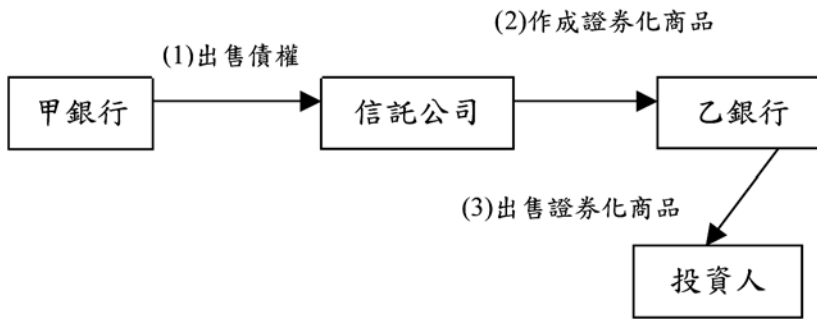 (2)作成證券化商品
(1)出售債權
甲銀行
信託公司
乙銀行
(3)出售證券化商品
投資人